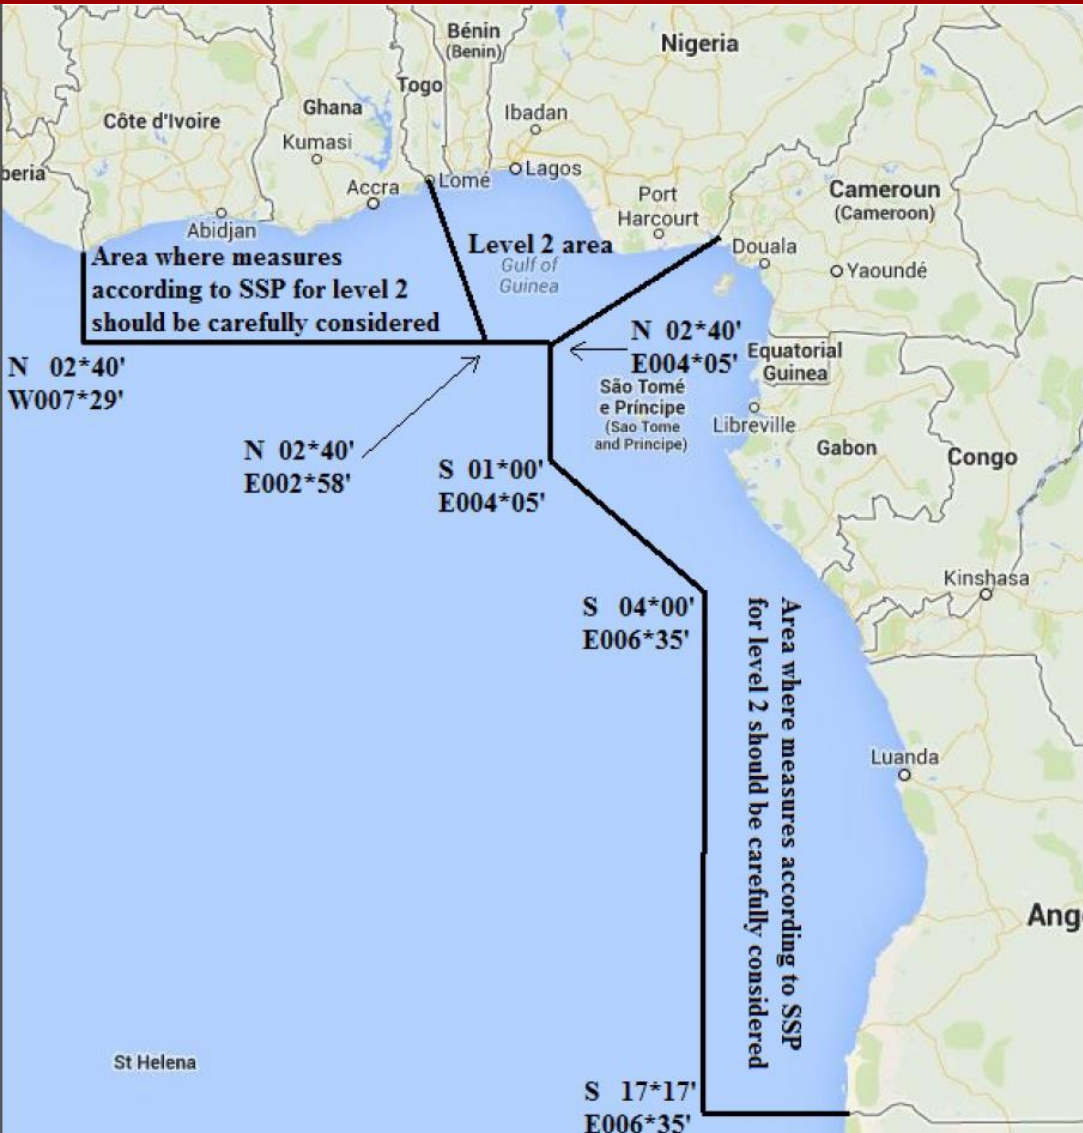 Bénin
(Benin)
Nigeria
Togo
Ghana
Côte d'Ivoire
Ibadan
Kumasi
beria
Lagos
Accra
Lomé
Port
Harcourt
Cameroun
(Cameroon)
Abidjan
Level 2 area
Gulf of
Guinea
Douala
Yaoundé
Area where measures
according to SSP for level 2
should be carefully considered
N 02*40'
W007*29'
N 02*40'
E004*05'
Equatorial
Guinea
São Tomé
e Príncipe
(Sao Tome
and Principe)
Libreville
Gabon
Congo
N 02*40'
E002*58'
S 01*00'
E004*05'
Kinshasa
S 04*00'
E006*35'
Area where measures according to SSP
for level 2 should be carefully considered
Luanda
Ang
St Helena
S 17*17'
E006*35'